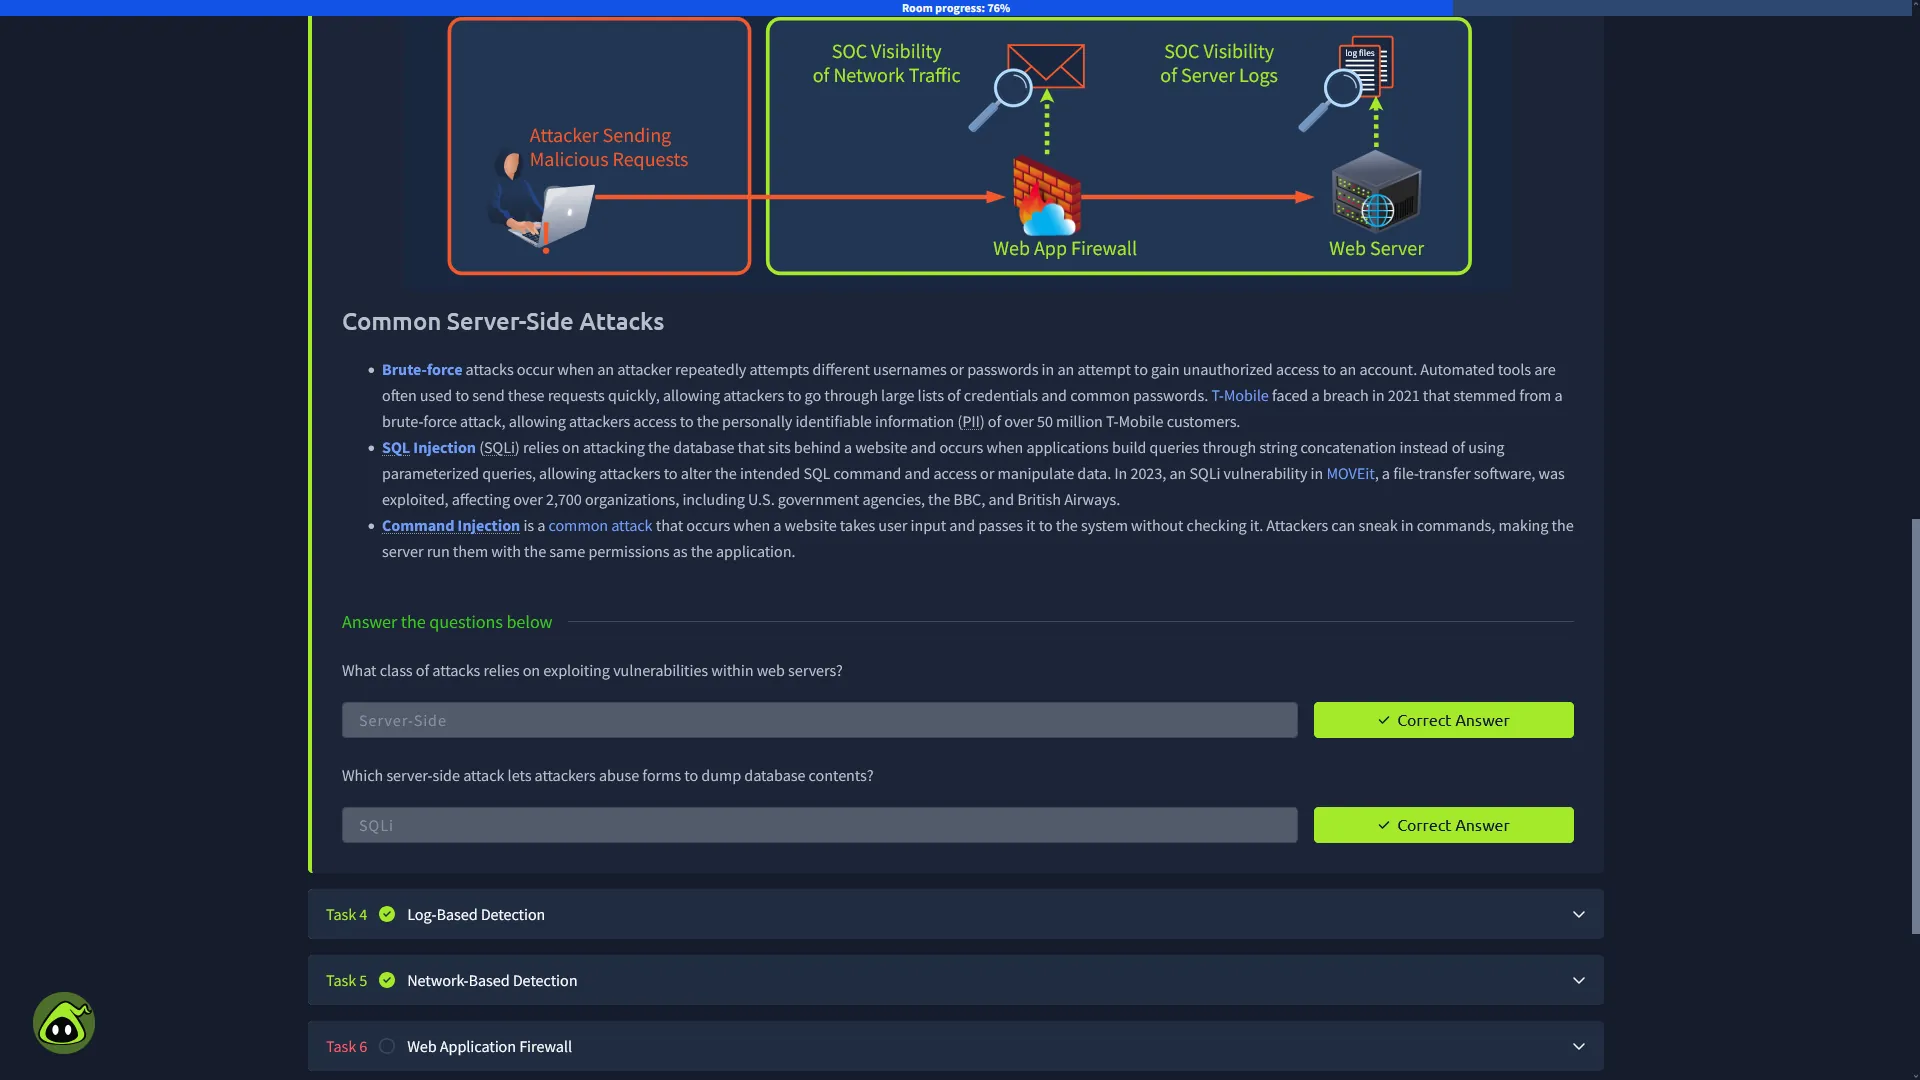 Room progress: 76%
SOC Visibility
of Network Traffic
SOC Visibility
of Server Logs
log files
Attacker Sending
Malicious Requests
Web App Firewall
Web Server
Common Server-Side Attacks
Brute-force attacks occur when an attacker repeatedly attempts different usernames or passwords in an attempt to gain unauthorized access to an account. Automated tools are
often used to send these requests quickly, allowing attackers to go through large lists of credentials and common passwords. T-Mobile faced a breach in 2021 that stemmed from a
brute-force attack, allowing attackers access to the personally identifiable information (PII) of over 50 million T-Mobile customers.
SQL Injection (SQLi) relies on attacking the database that sits behind a website and occurs when applications build queries through string concatenation instead of using
parameterized queries, allowing attackers to alter the intended SQL command and access or manipulate data. In 2023, an SQLi vulnerability in MOVEit, a file-transfer software, was
exploited, affecting over 2,700 organizations, including U.S. government agencies, the BBC, and British Airways.
Command Injection is a common attack that occurs when a website takes user input and passes it to the system without checking it. Attackers can sneak in commands, making the
server run them with the same permissions as the application.
Answer the questions below
What class of attacks relies on exploiting vulnerabilities within web servers?
Server-Side
Correct Answer
Which server-side attack lets attackers abuse forms to dump database contents?
SQLi
Correct Answer
Task 4 Log-Based Detection
Task 5 Network-Based Detection
Task 6 Web Application Firewall